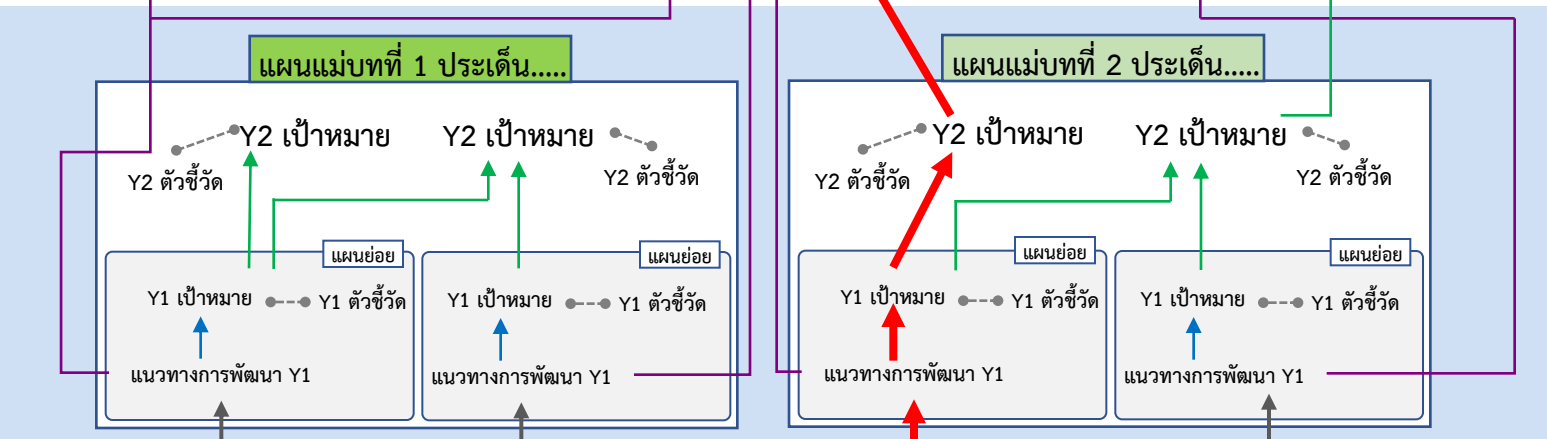 แผนแม่บทที่ 1 ประเด็น.....
Y2 เป้าหมาย
Y2 เป้าหมาย
Y2 ตัวชี้วัด
Y2 ตัวชี้วัด
แผนย่อย
แผนย่อย
Y1 เป้าหมาย
Y1 ตัวชี้วัด
Y1 เป้าหมาย
Y1 ตัวชี้วัด
แนวทางการพัฒนา Y1
แนวทางการพัฒนา Y1
แผนแม่บทที่ 2 ประเด็น.....
Y2 เป้าหมาย
Y2 เป้าหมาย
Y2 ตัวชี้วัด
Y2 ตัวชี้วัด
แผนย่อย
แผนย่อย
Y1 เป้าหมาย
Y1 ตัวชี้วัด
Y1 เป้าหมาย
Y1 ตัวชี้วัด
แนวทางการพัฒนา Y1
แนวทางการพัฒนา Y1